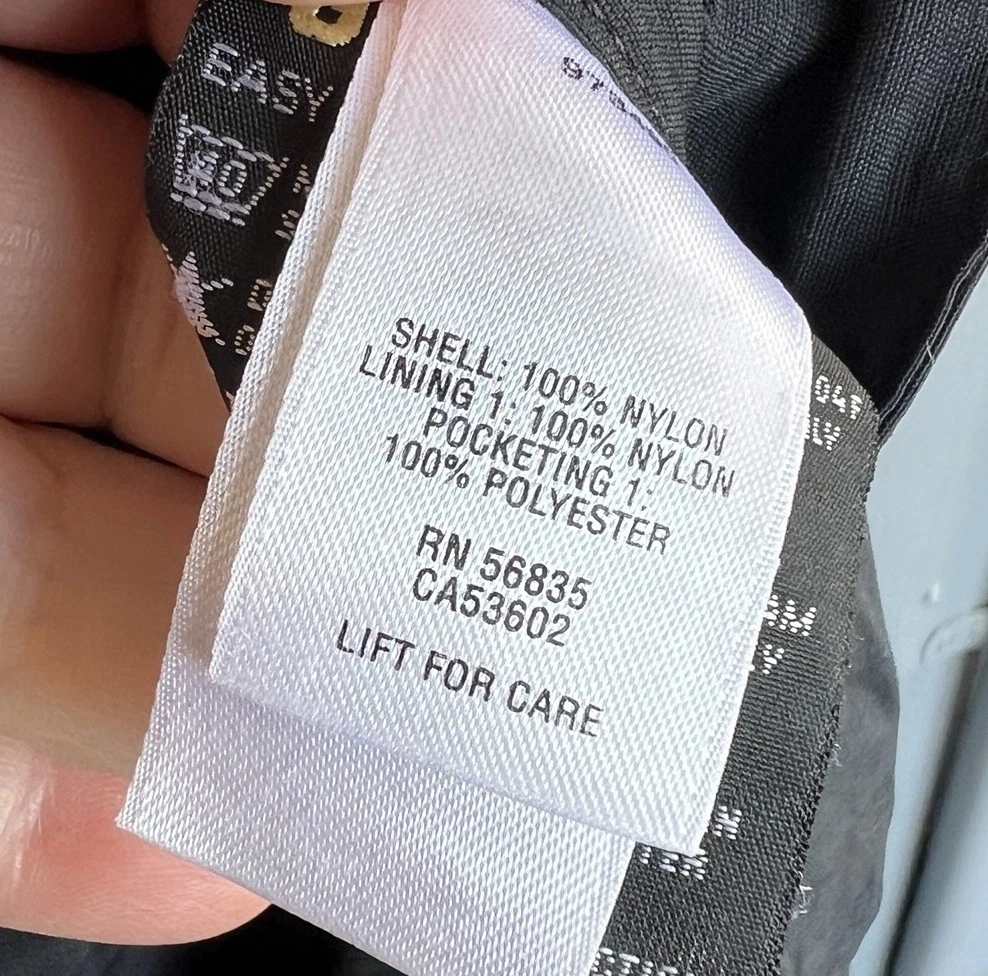 EASY
SHELL: 100% NYLON
LINING 1: 100% NYLON
POCKETING 1:
100% POLYESTER
RN 56835
CA53602
LIFT FOR CARE